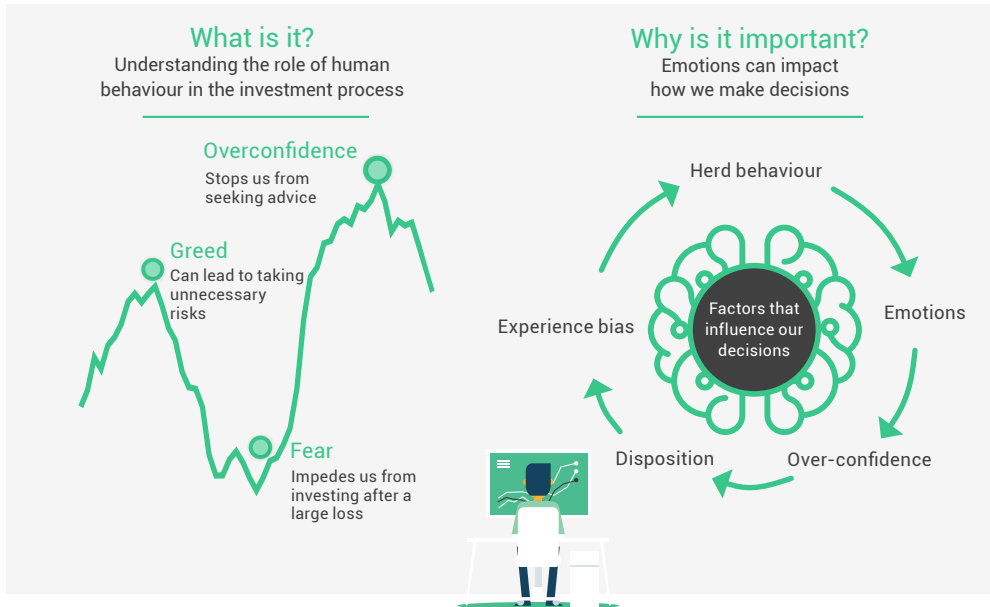 What is it?
Understanding the role of human
behaviour in the investment process
Overconfidence
Stops us from
seeking advice
Greed
Can lead to taking
unnecessary
risks
Fear
Impedes us from
investing after a
large loss
Why is it important?
Emotions can impact
how we make decisions
Herd behaviour
Emotions
Over-confidence
Disposition
Experience bias
Factors that
influence our
decisions